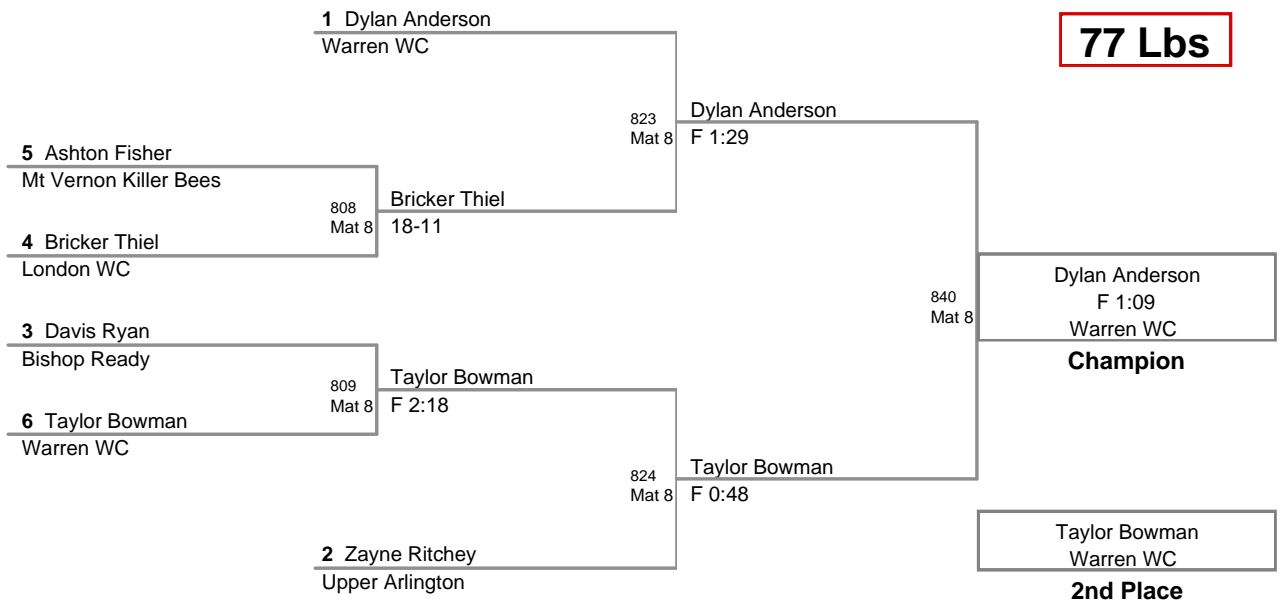 1 Dylan Anderson
Warren WC
77 Lbs
823
Mat 8
Dylan Anderson
F 1:29
5 Ashton Fisher
Mt Vernon Killer Bees
808
Mat 8
Bricker Thiel
18-11
4 Bricker Thiel
London WC
840
Mat 8
Dylan Anderson
F 1:09
Warren WC
Champion
3 Davis Ryan
Bishop Ready
809
Mat 8
Taylor Bowman
F 2:18
6 Taylor Bowman
Warren WC
824
Mat 8
Taylor Bowman
F 0:48
2 Zayne Ritchey
Upper Arlington
Taylor Bowman
Warren WC
2nd Place